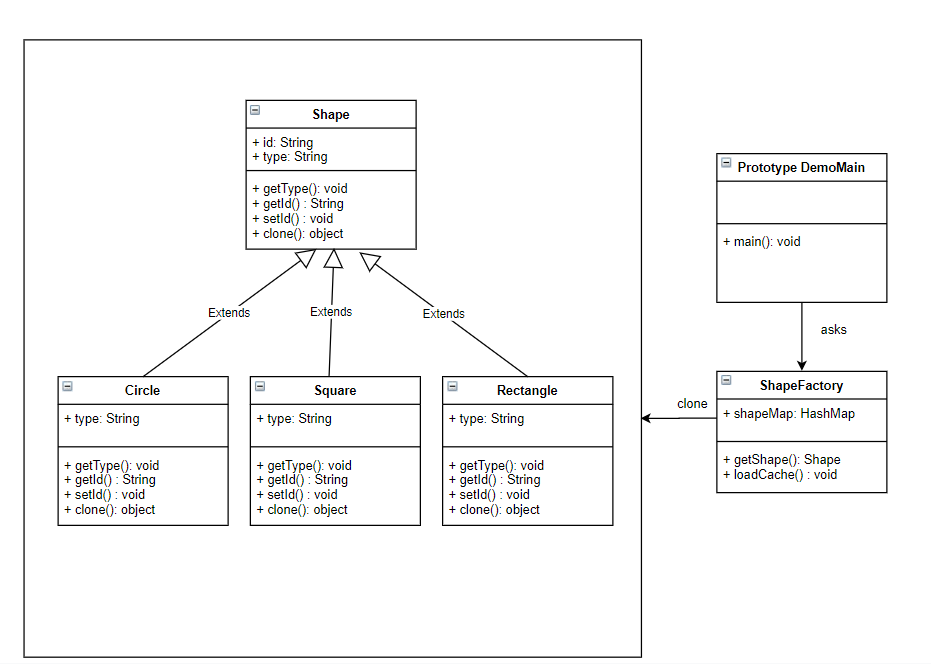 Shape
+ id: String
+ type: String
+ getType(): void
+ getId() : String
+ setId() : void
+ clone(): object
Prototype DemoMain
+ main(): void
Extends
Extends
Extends
asks
Circle
+ type: String
+ getType(): void
+ getId() : String
+ setId() : void
+ clone(): object
Square
+ type: String
+ getType(): void
+ getId() : String
+ setId() : void
+ clone(): object
Rectangle
+ type: String
+ getType(): void
+ getId() : String
+ setId() : void
+ clone(): object
clone
ShapeFactory
+ shapeMap: HashMap
+ getShape(): Shape
+ loadCache() : void